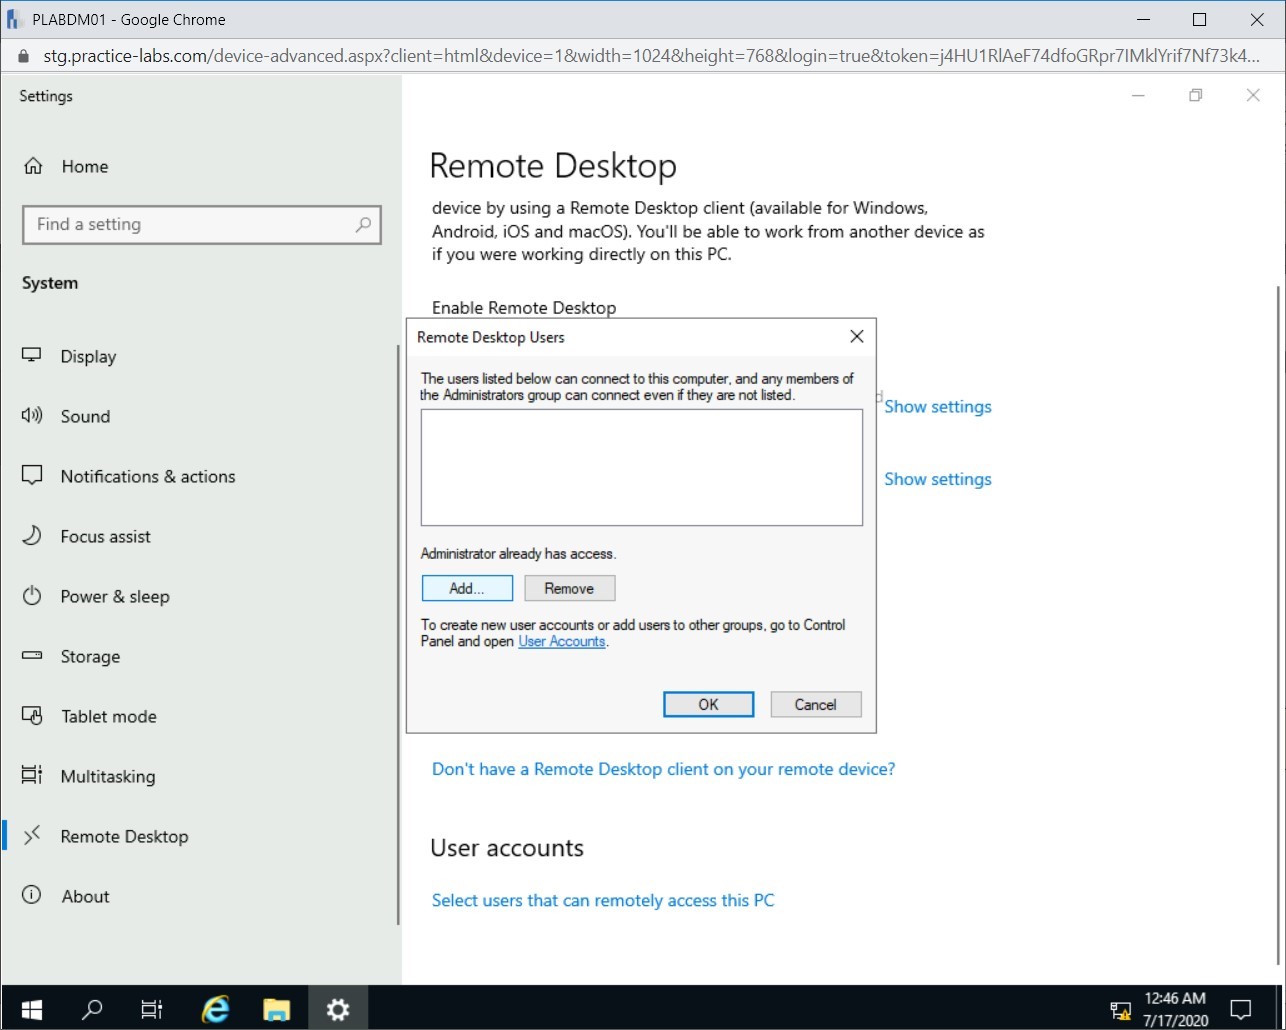 PLABDM01 - Google Chrome
stg.practice-labs.com/device-advanced.aspx?client=html&device=1&width=1024&height=768&login=true&token=j4HU1RlAeF74dfoGRpr7IMklYrif7Nf73k4...
Settings
Home
Find a setting
System
Display
Sound
Notifications & actions
Focus assist
Power & sleep
Storage
Tablet mode
Multitasking
Remote Desktop
About
Remote Desktop
device by using a Remote Desktop client (available for Windows,
Android, iOS and macOS). You'll be able to work from another device as
if you were working directly on this PC.
Enable Remote Desktop
Remote Desktop Users
The users listed below can connect to this computer, and any members of
the Administrators group can connect even if they are not listed.
d
Show settings
Show settings
Administrator already has access.
Add...
Remove
To create new user accounts or add users to other groups, go to Control
Panel and open User Accounts.
OK
Cancel
Don't have a Remote Desktop client on your remote device?
User accounts
Select users that can remotely access this PC
12:46 AM
7/17/2020